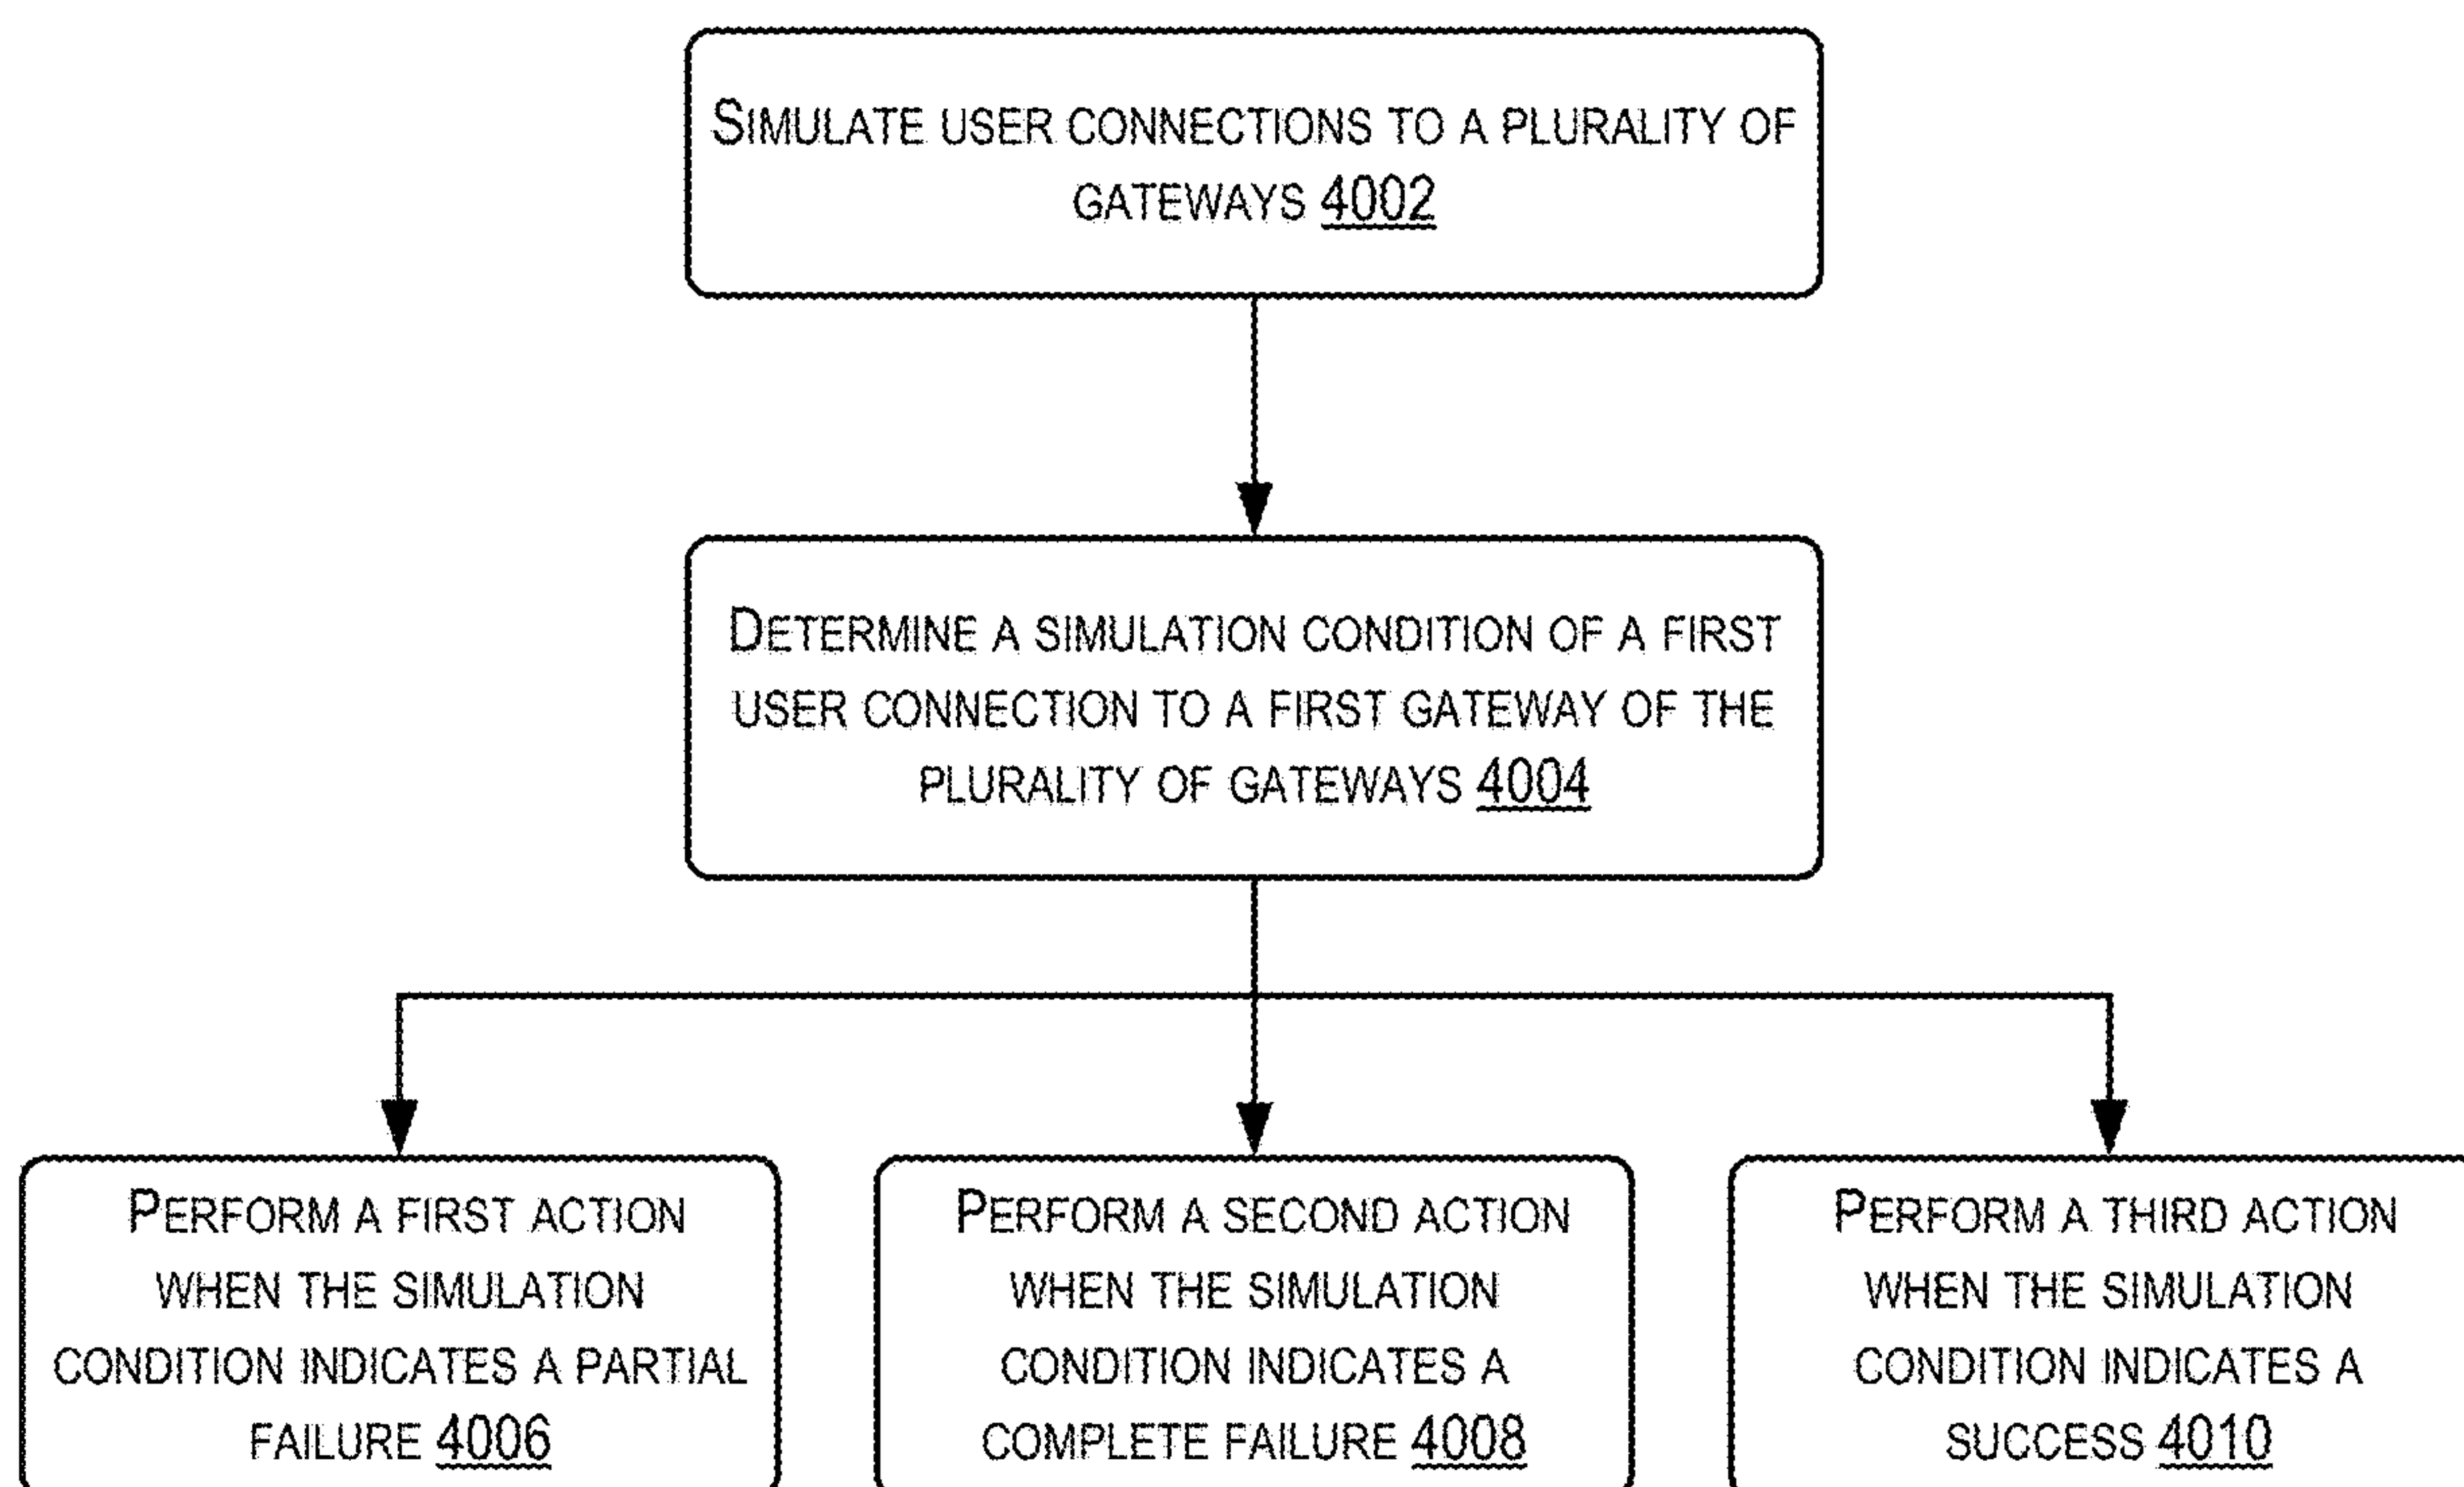 SIMULATE USER CONNECTIONS TO A PLURALITY OF
GATEWAYS 4002
DETERMINE A SIMULATION CONDITION OF A FIRST
USER CONNECTION TO A FIRST GATEWAY OF THE
PLURALITY OF GATEWAYS 4004
PERFORM A FIRST ACTION
WHEN THE SIMULATION
CONDITION INDICATES A PARTIAL
FAILURE 4006
PERFORM A SECOND ACTION
WHEN THE SIMULATION
CONDITION INDICATES A
COMPLETE FAILURE 4008
PERFORM A THIRD ACTION
WHEN THE SIMULATION
CONDITION INDICATES A
SUCCESS 4010